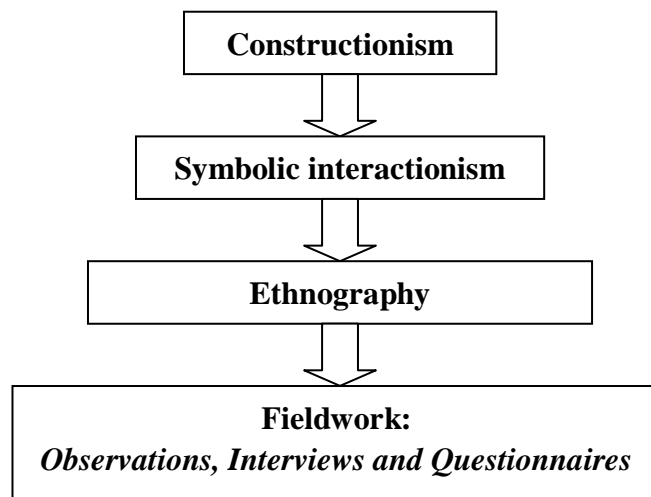 Constructionism
Symbolic interactionism
Ethnography
Fieldwork:
Observations, Interviews and Questionnaires